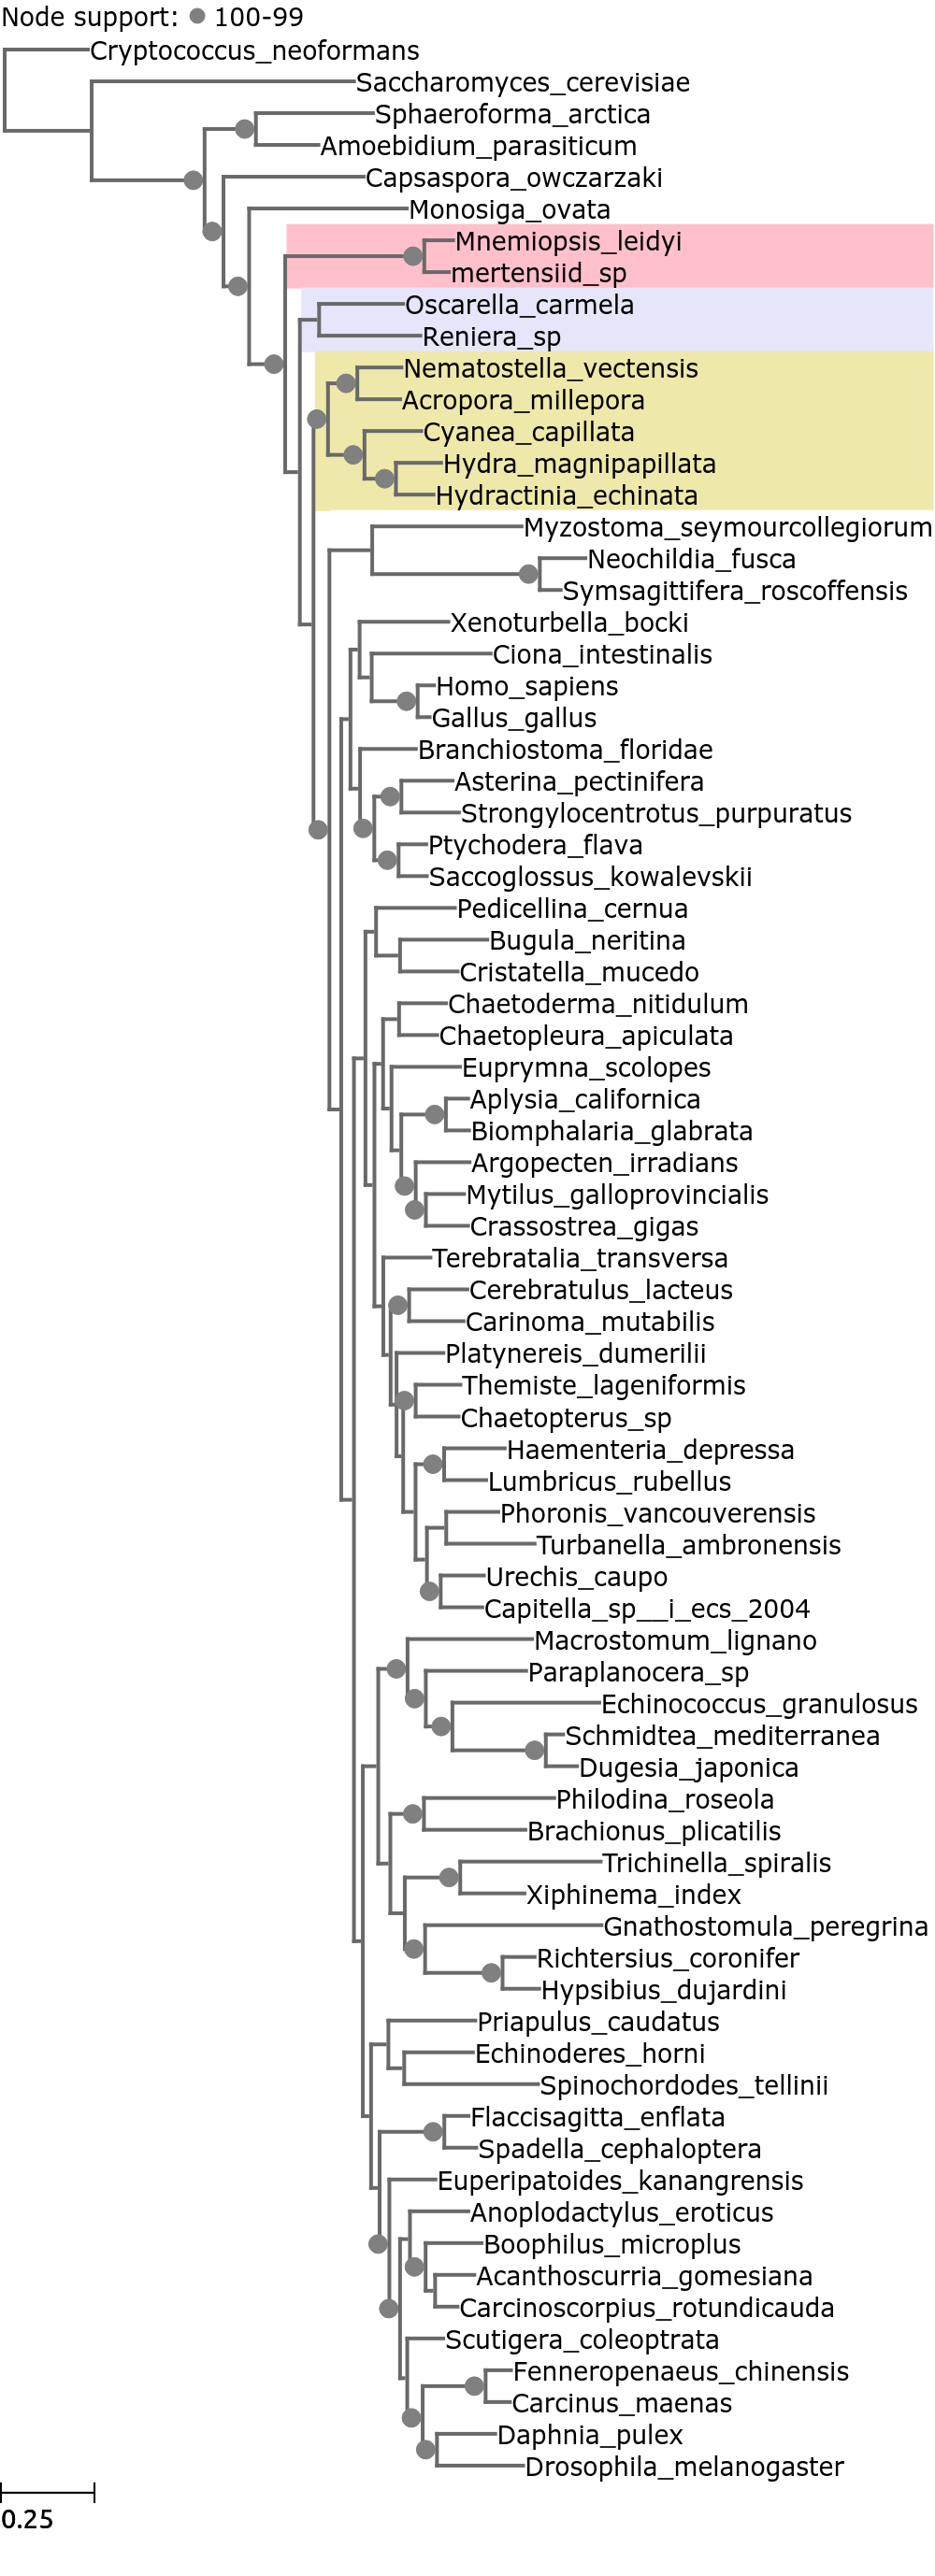 Node support: 100-99
Cryptococcus_neoformans
Saccharomyces_cerevisiae
Sphaeroforma_arctica
Amoebidium_parasiticum
Capsaspora_owczarzaki
Monosiga_ovata
Mnemiopsis_leidyi
mertensiid_sp
Oscarella_carmela
Reniera_sp
Nematostella_vectensis
Acropora_millepora
Cyanea_capillata
Hydra_magnipapillata
Hydractinia_echinata
Myzostoma_seymourcollegiorum
Neochildia_fusca
Symsagittifera_roscoffensis
Xenoturbella_bocki
Ciona_intestinalis
Homo_sapiens
Gallus_gallus
Branchiostoma_floridae
Asterina_pectinifera
Strongylocentrotus_purpuratus
Ptychodera_flava
Saccoglossus_kowalevskii
Pedicellina_cernua
Bugula_neritina
Cristatella_mucedo
Chaetoderma_nitidulum
Chaetopleura_apiculata
Euprymna_scolopes
Aplysia_californica
Biomphalaria_glabrata
Argopecten_irradians
Mytilus_galloprovincialis
Crassostrea_gigas
Terebratalia_transversa
Cerebratulus_lacteus
Carinoma_mutabilis
Platynereis_dumerilii
Themiste_lageniformis
Chaetopterus_sp
Haementeria_depressa
Lumbricus_rubellus
Phoronis_vancouverensis
Turbanella_ambronensis
Urechis_caupo
Capitella_sp__i_ecs_2004
Macrostomum_lignano
Paraplanocera_sp
Echinococcus_granulosus
Schmidtea_mediterranea
Dugesia_japonica
Philodina_roseola
Brachionus_plicatilis
Trichinella_spiralis
Xiphinema_index
Gnathostomula_peregrina
Richtersius_coronifer
Hypsibius_dujardini
Priapulus_caudatus
Echinoderes_horni
Spinochordodes_tellinii
Flaccisagitta_enflata
Spadella_cephaloptera
Euperipatoides_kanangrensis
Anoplodactylus_eroticus
Boophilus_microplus
Acanthoscurria_gomesiana
Carcinoscorpius_rotundicauda
Scutigera_coleoptrata
Fenneropenaeus_chinensis
Carcinus_maenas
Daphnia_pulex
Drosophila_melanogaster
0.25